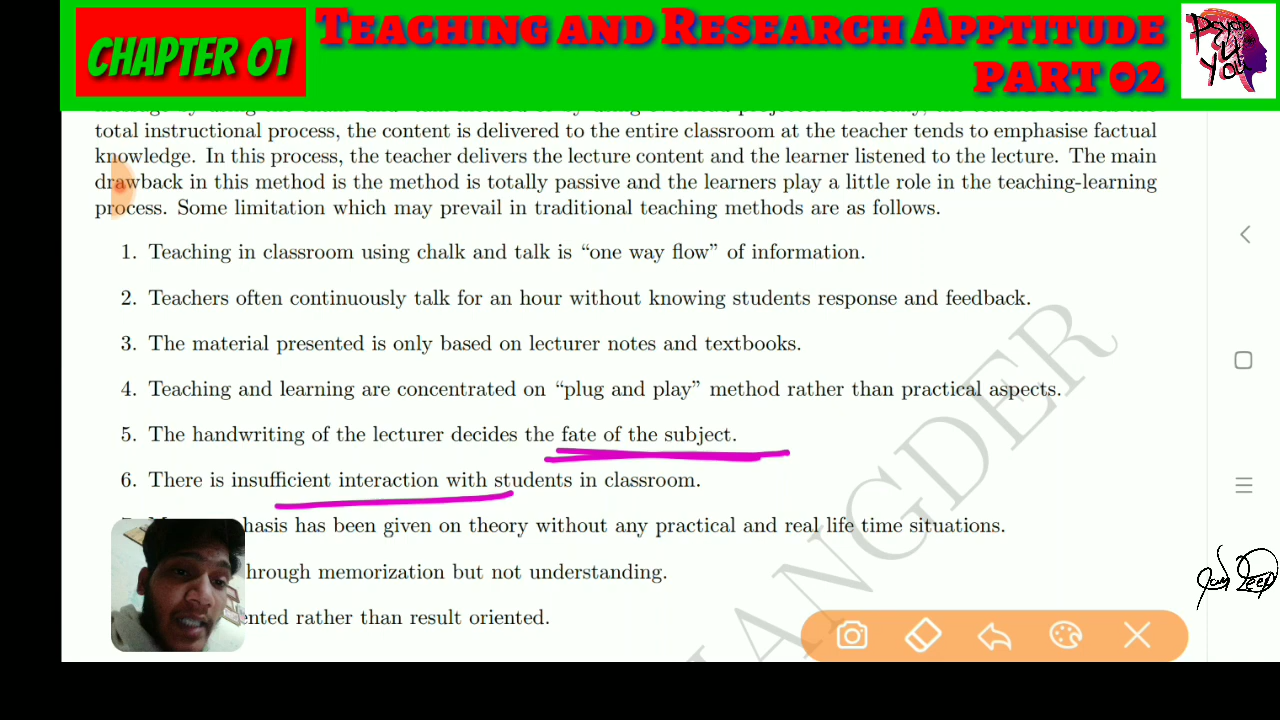 CHAPTER 01
TEACHING AND RESEARCH APPTITUDE
PART 02
Psycho
4
You
total instructional process, the content is delivered to the entire classroom at the teacher tends to emphasise factual
knowledge. In this process, the teacher delivers the lecture content and the learner listened to the lecture. The main
drawback in this method is the method is totally passive and the learners play a little role in the teaching-learning
process. Some limitation which may prevail in traditional teaching methods are as follows.
1. Teaching in classroom using chalk and talk is “one way flow” of information.
2. Teachers often continuously talk for an hour without knowing students response and feedback.
3. The material presented is only based on lecturer notes and textbooks.
4. Teaching and learning are concentrated on “plug and play” method rather than practical aspects.
5. The handwriting of the lecturer decides the fate of the subject.
6. There is insufficient interaction with students in classroom.
has been given on theory without any practical and real life time situations.
through memorization but not understanding.
rather than result oriented.